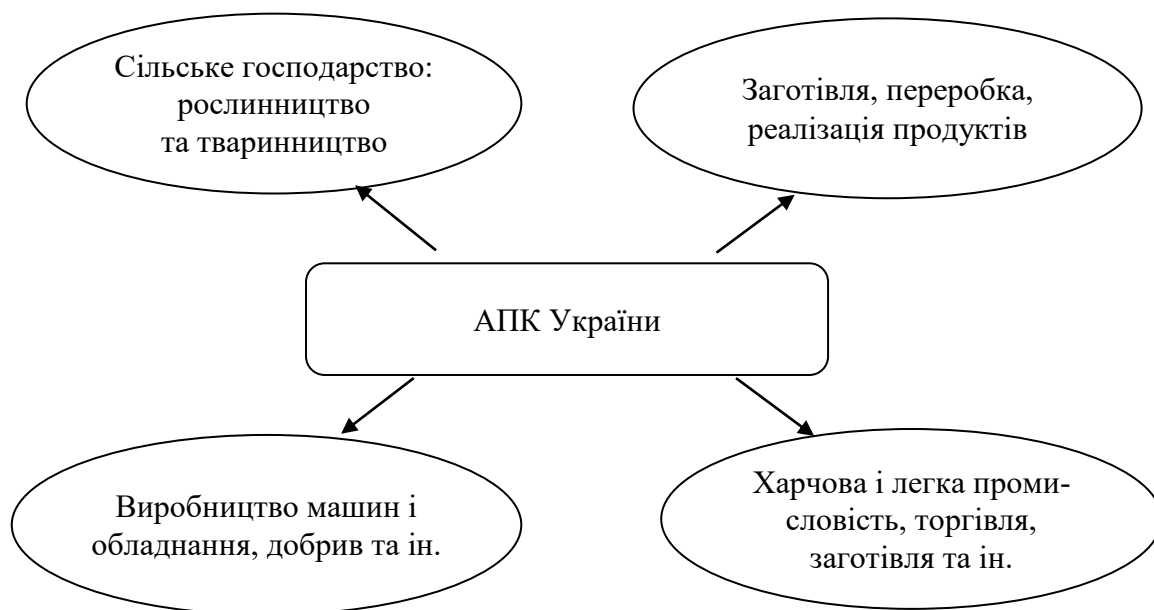 Сільське господарство:
рослинництво
та тваринництво
Заготівля, переробка,
реалізація продуктів
АПК України
Виробництво машин і
обладнання, добрив та ін.
Харчова і легка проми-
словість, торгівля,
заготівля та ін.